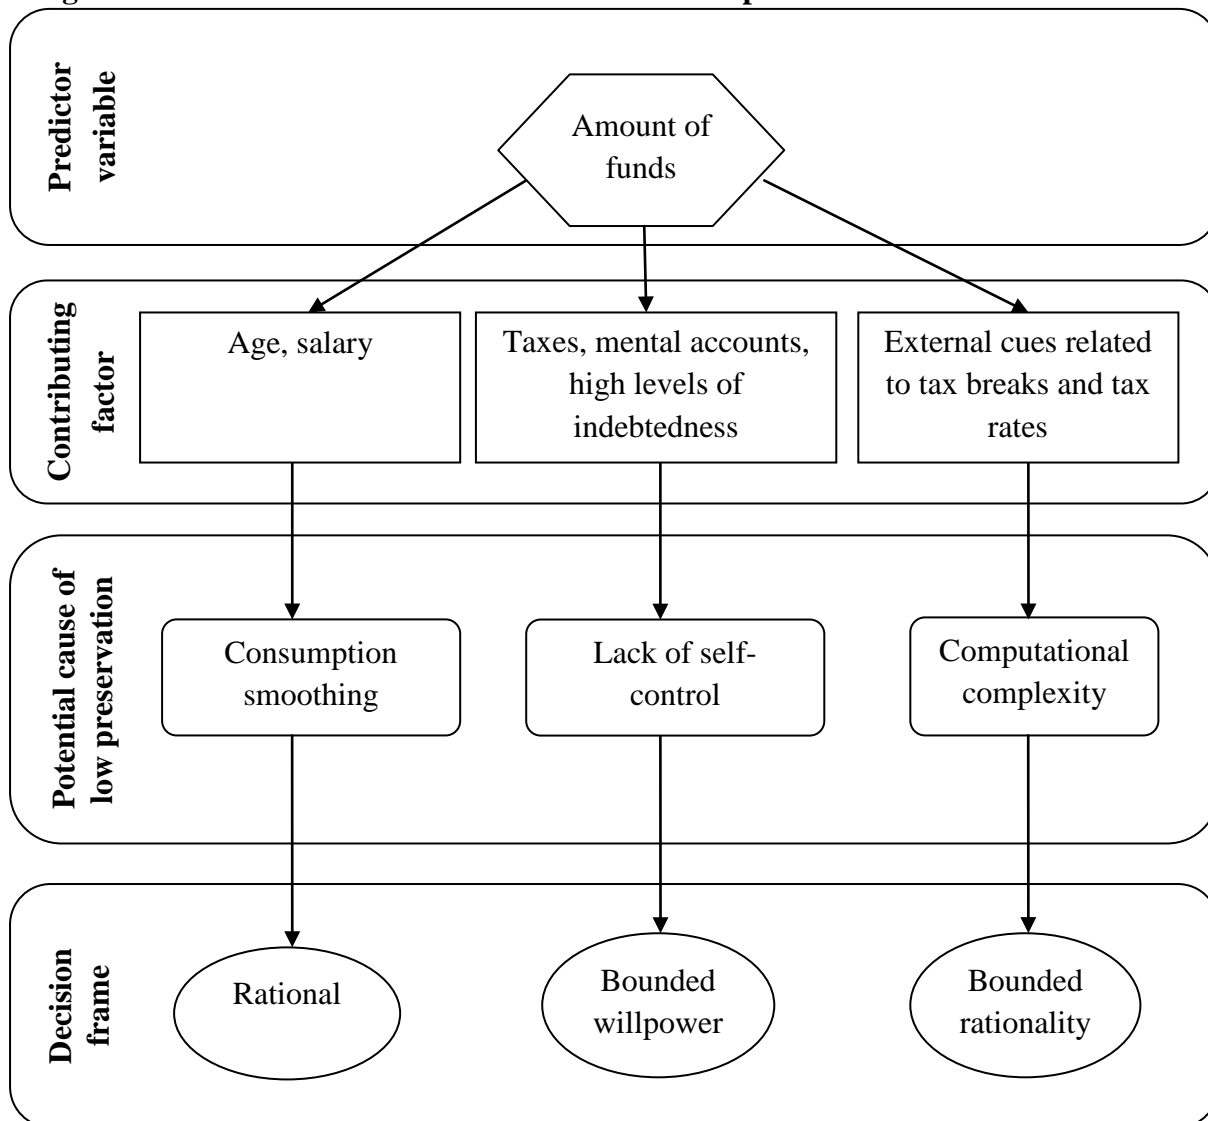 Predictor
variable
Amount of
funds
Contributing
factor
Age, salary
Taxes, mental accounts,
high levels of
indebtedness
External cues related
to tax breaks and tax
rates
Potential cause of
low preservation
Consumption
smoothing
Lack of self-
control
Computational
complexity
Decision
frame
Rational
Bounded
willpower
Bounded
rationality